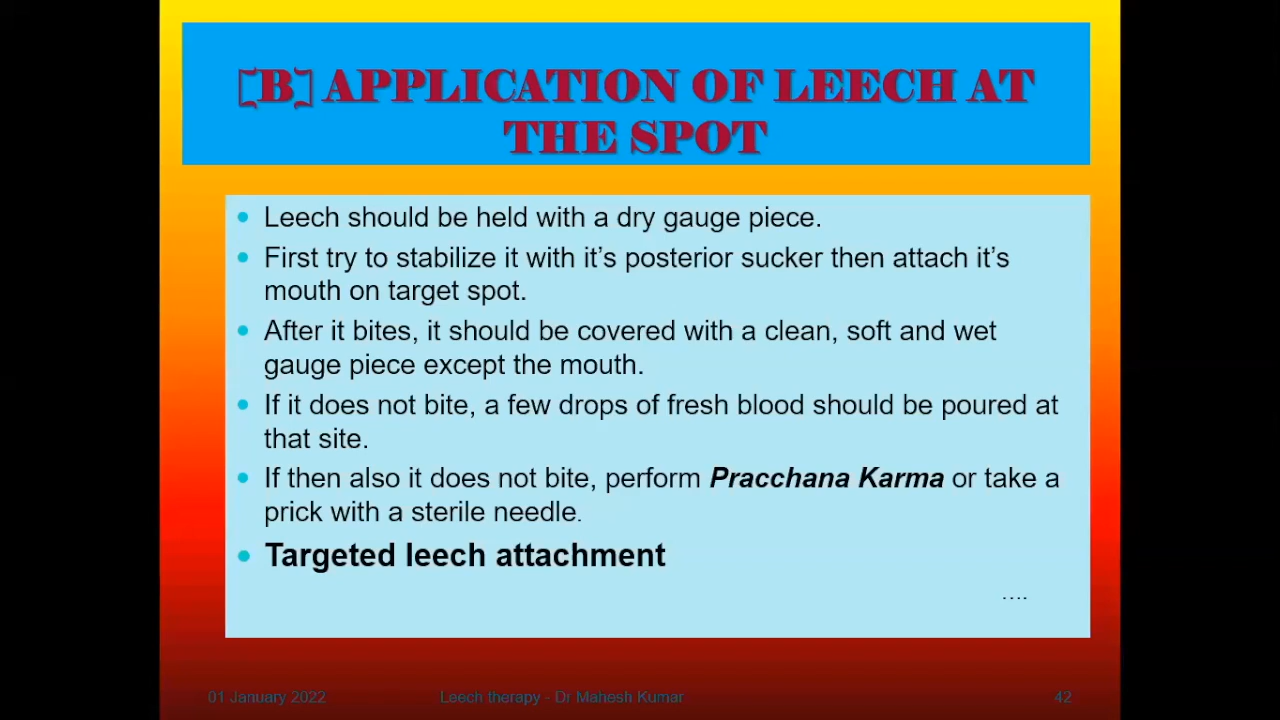 [B] APPLICATION OF LEECH AT
THE SPOT
• Leech should be held with a dry gauge piece.
• First try to stabilize it with it's posterior sucker then attach it's
mouth on target spot.
• After it bites, it should be covered with a clean, soft and wet
gauge piece except the mouth.
• If it does not bite, a few drops of fresh blood should be poured at
that site.
• If then also it does not bite, perform Pracchana Karma or take a
prick with a sterile needle.
• Targeted leech attachment
....
01 January 2022 Leech therapy - Dr Mahesh Kumar 42